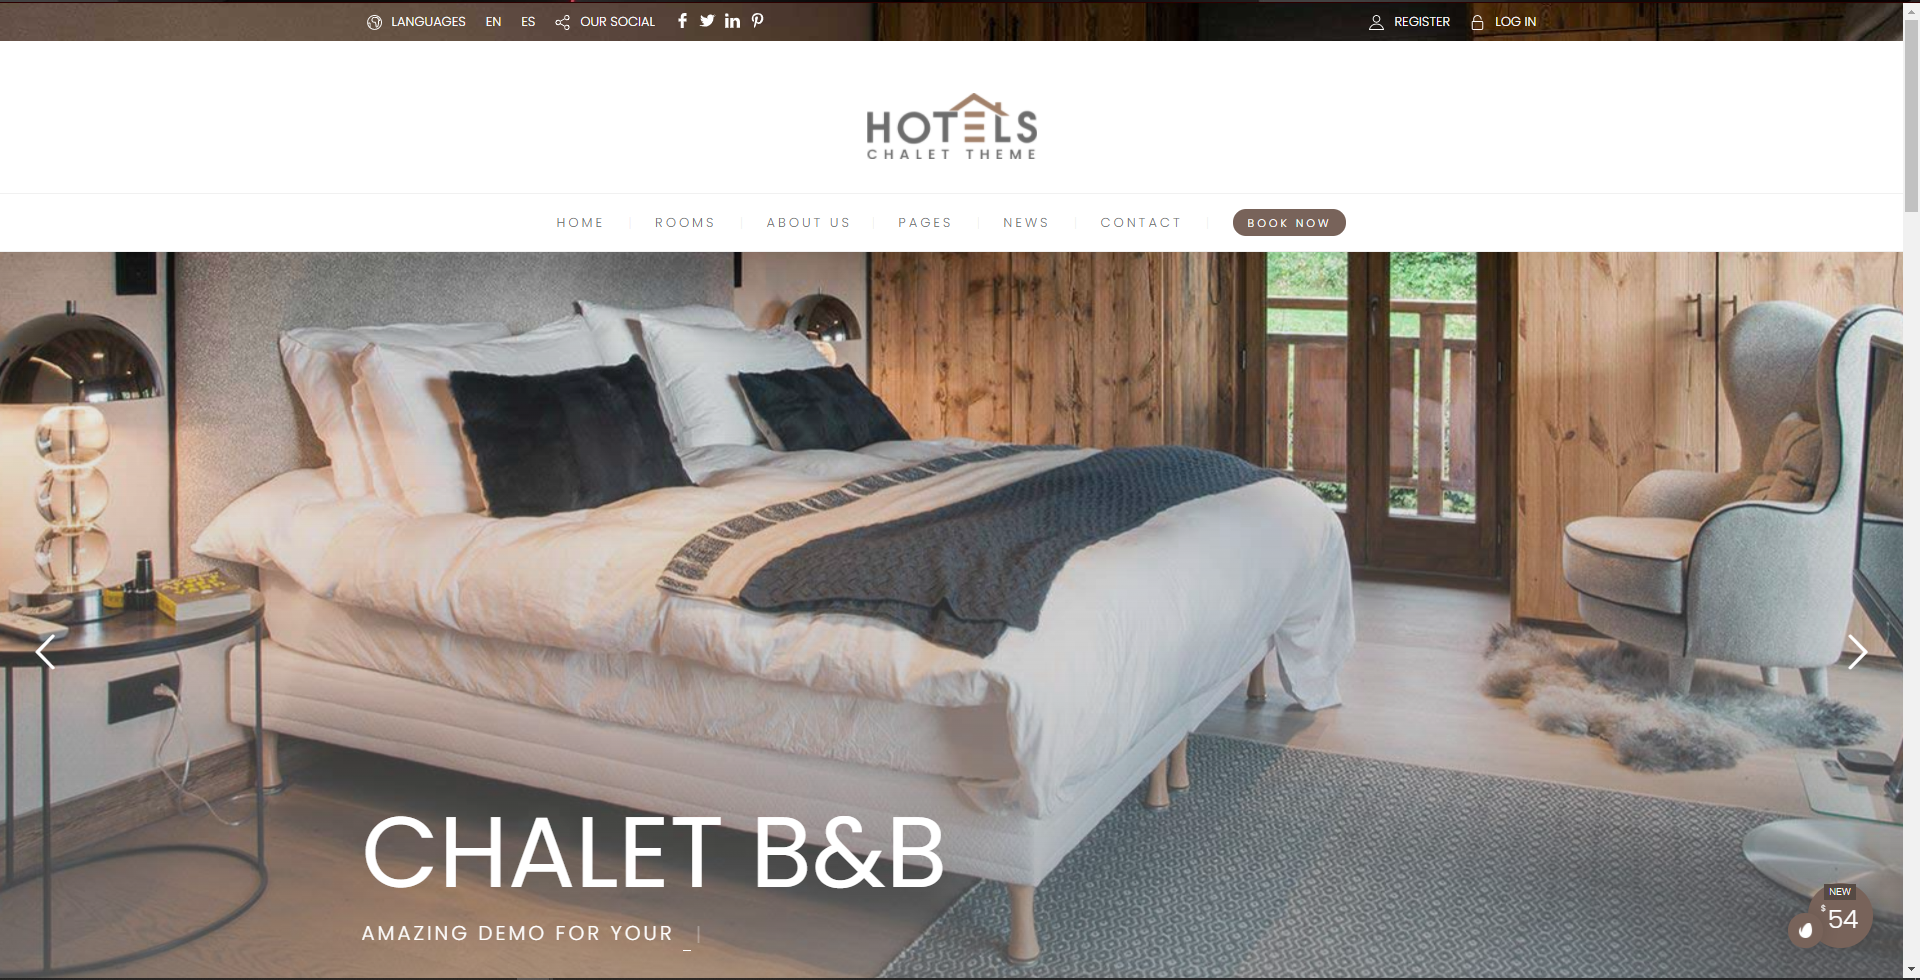 LANGUAGES EN ES OUR SOCIAL REGISTER LOG IN
HOTELS
CHALET THEME
HOME ROOMS ABOUT US PAGES NEWS CONTACT BOOK NOW
CHALET B&B
AMAZING DEMO FOR YOUR _|
NEW
$54